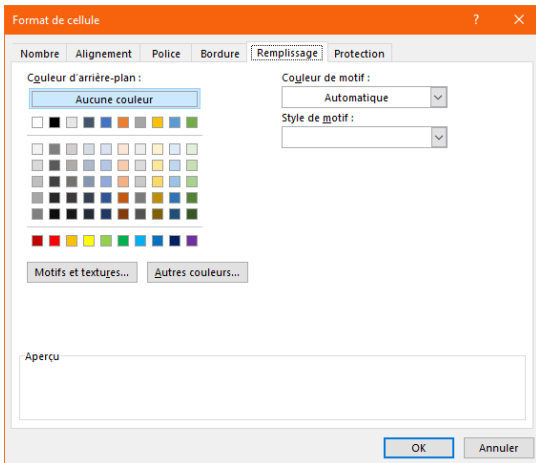 Format de cellule ? ×
Nombre Alignement Police Bordure Remplissage Protection
Couleur d'arrière-plan :
Aucune couleur
Couleur de motif :
Automatique
Style de motif :
Motifs et textures... Autres couleurs...
Aperçu
OK Annuler